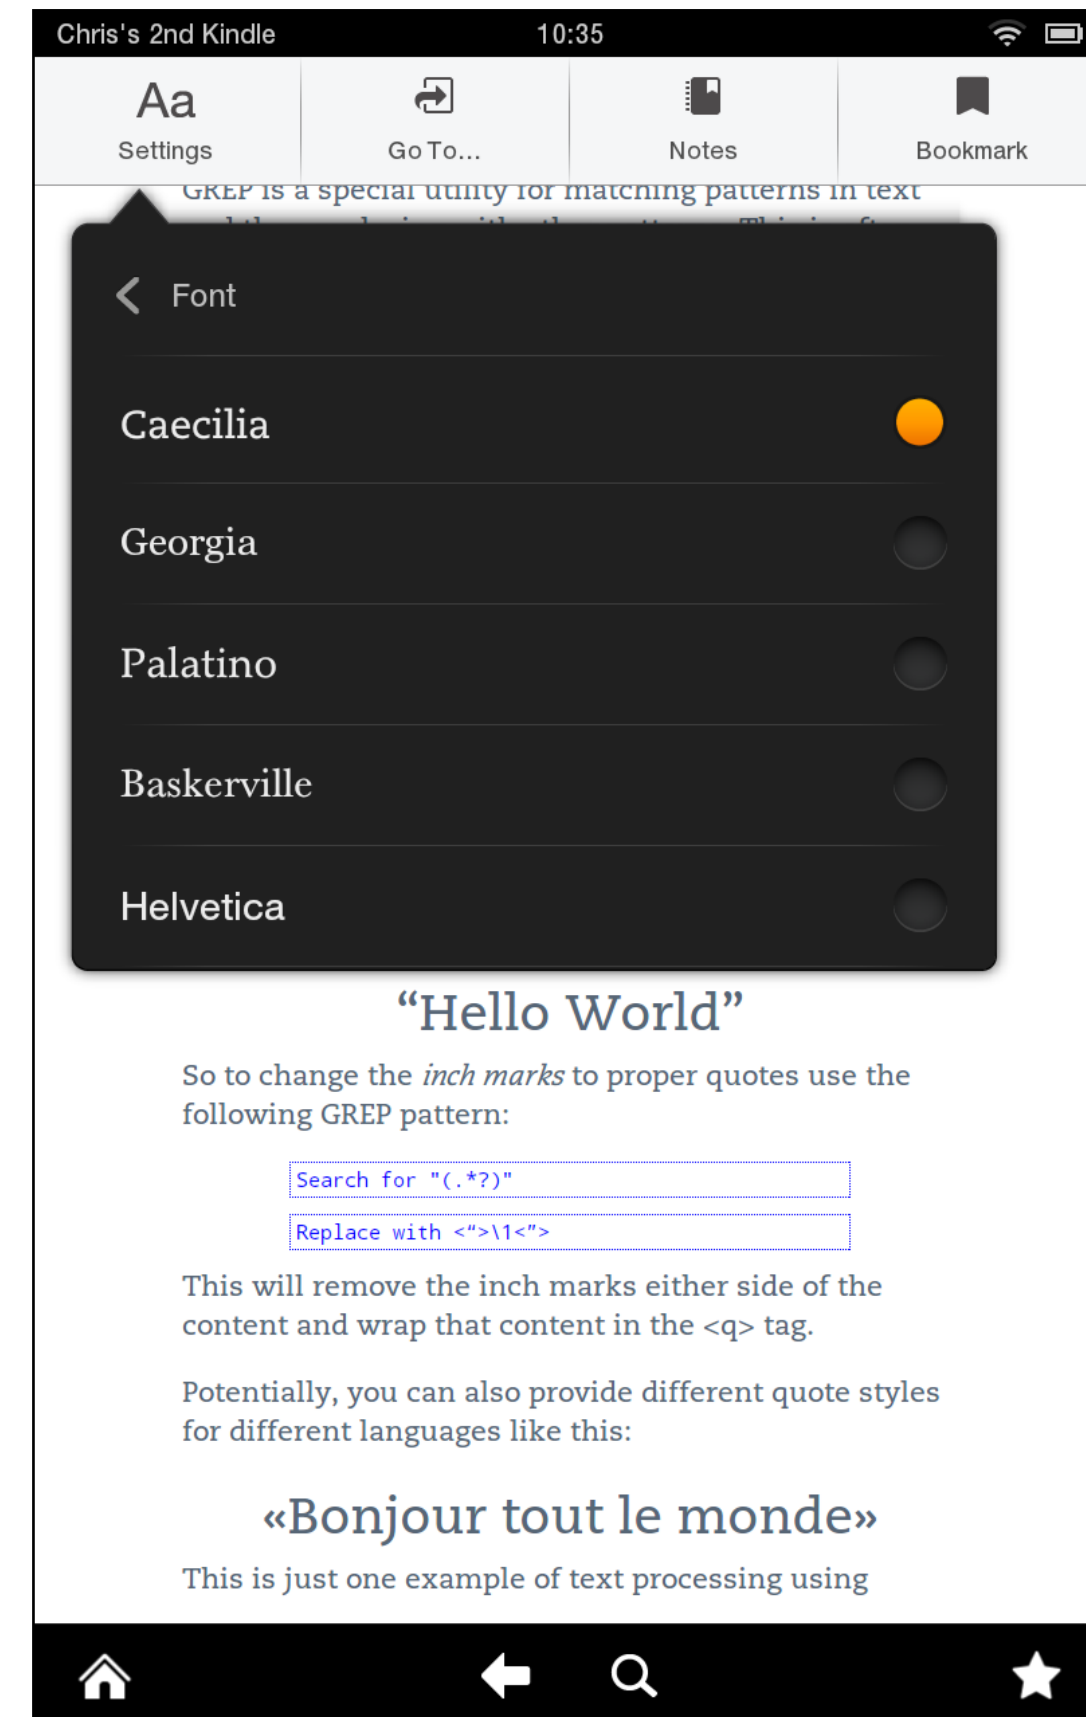 Chris's 2nd Kindle 10:35
Aa
Settings Go To... Notes Bookmark
GREP is a special utility for matching patterns in text
Font
Caecilia
Georgia
Palatino
Baskerville
Helvetica
“Hello World”
So to change the inch marks to proper quotes use the
following GREP pattern:
Search for "(.*?)"
Replace with <“>\1<”>
This will remove the inch marks either side of the
content and wrap that content in the <q> tag.
Potentially, you can also provide different quote styles
for different languages like this:
«Bonjour tout le monde»
This is just one example of text processing using